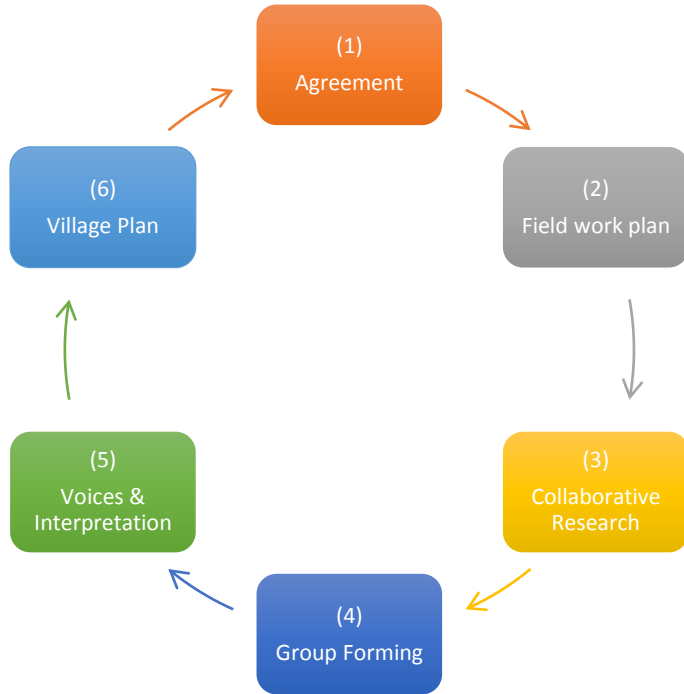 (1)
Agreement
(2)
Field work plan
(3)
Collaborative
Research
(4)
Group Forming
(5)
Voices &
Interpretation
(6)
Village Plan